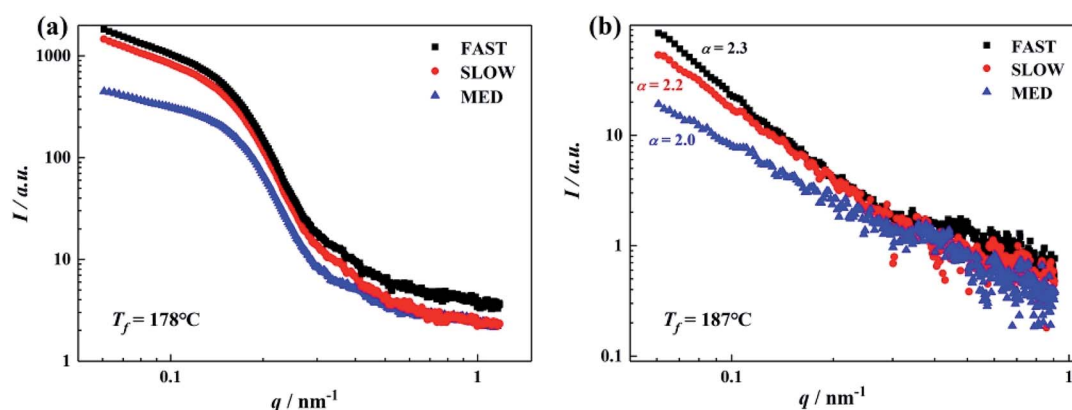 (a)
FAST
SLOW
MED
1000
100
10
1
I / a.u.
T_f = 178°C
0.1
1
q / nm⁻¹
(b)
α = 2.3
α = 2.2
α = 2.0
FAST
SLOW
MED
10
1
0.1
I / a.u.
T_f = 187°C
0.1
1
q / nm⁻¹